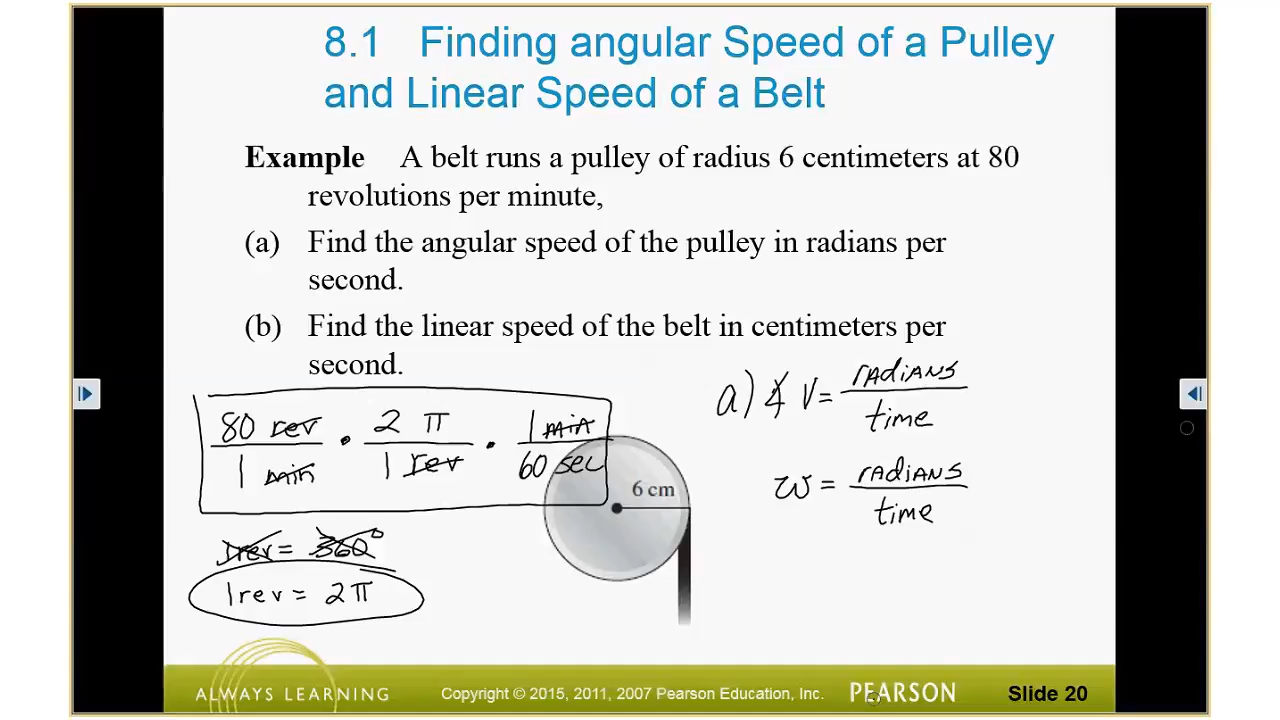 8.1 Finding angular Speed of a Pulley
and Linear Speed of a Belt
Example A belt runs a pulley of radius 6 centimeters at 80
revolutions per minute,
(a) Find the angular speed of the pulley in radians per
second.
(b) Find the linear speed of the belt in centimeters per
second.
80 rev / 1 min · 2 π / 1 rev · 1 min / 60 sec
1rev = 360°
1rev = 2π
6 cm
a) ∡ V = radians / time
ω = radians / time
ALWAYS LEARNING
Copyright © 2015, 2011, 2007 Pearson Education, Inc.
PEARSON
Slide 20